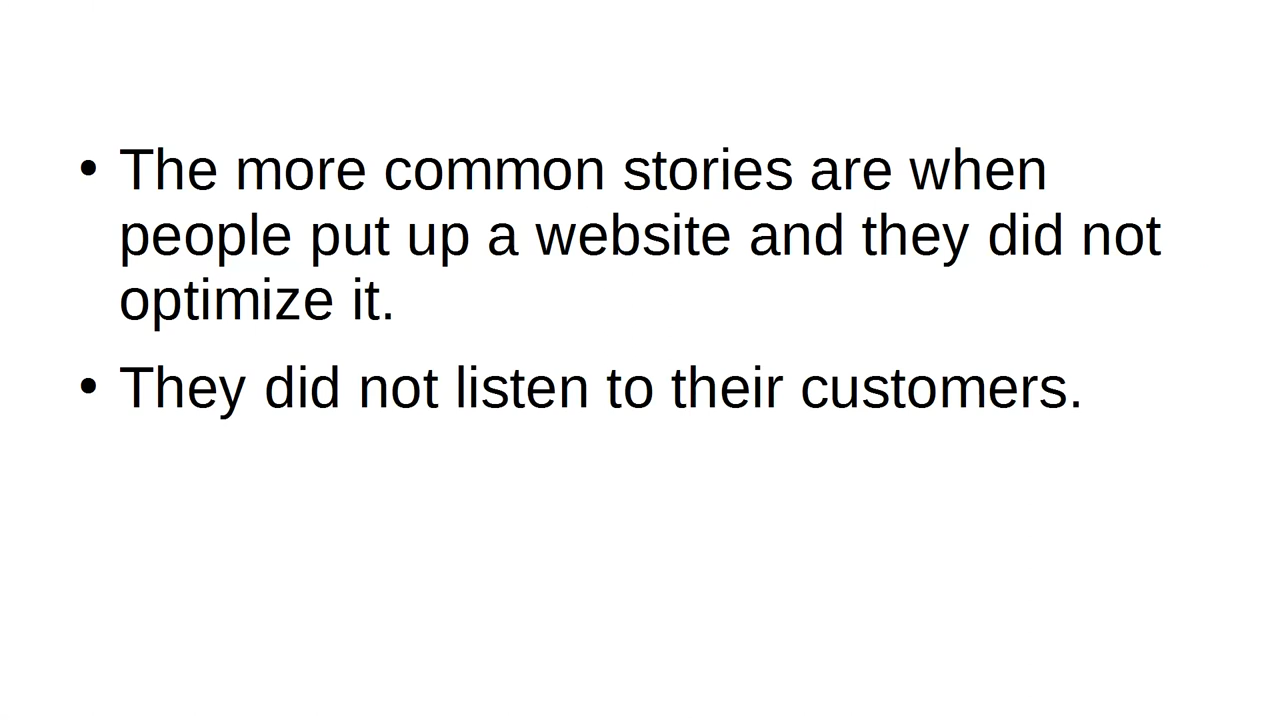 • The more common stories are when
people put up a website and they did not
optimize it.
• They did not listen to their customers.